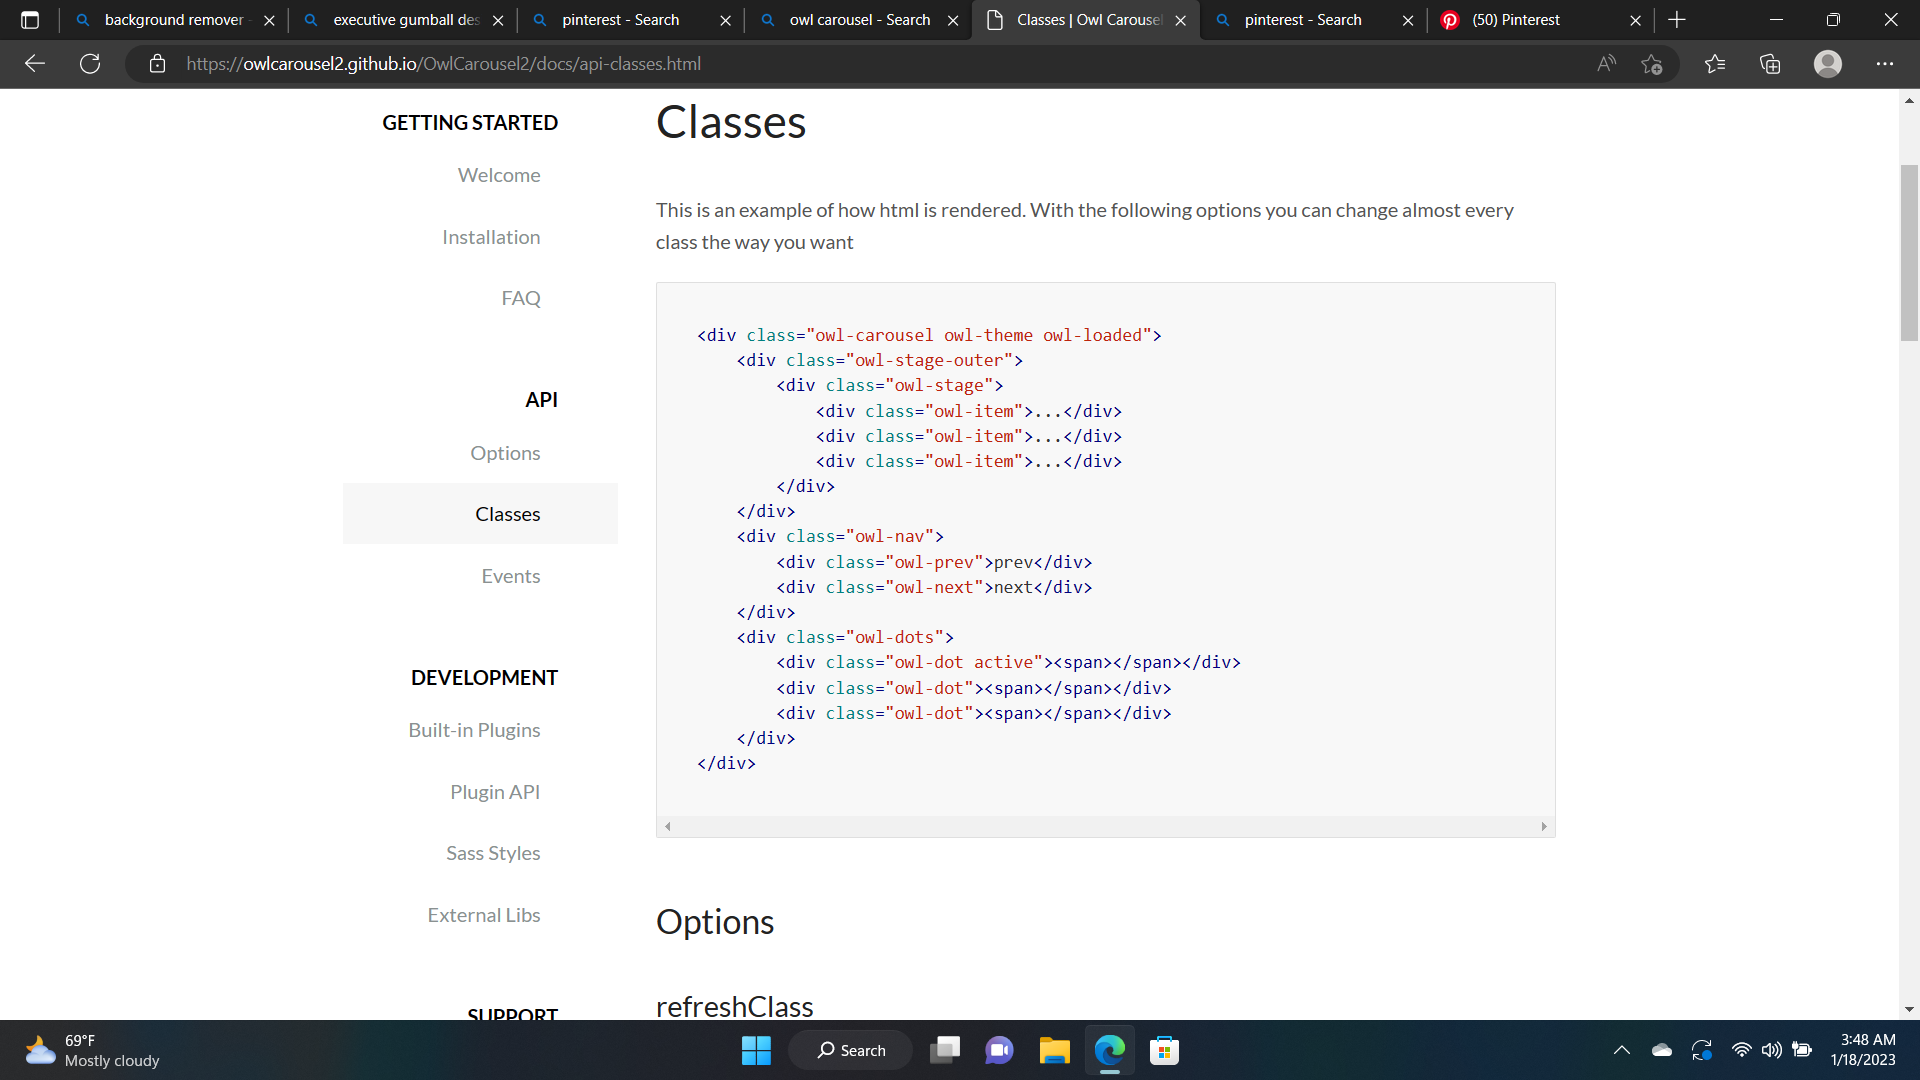 background remover
executive gumball des
pinterest - Search
owl carousel - Search
Classes | Owl Carousel
pinterest - Search
(50) Pinterest
https://owlcarousel2.github.io/OwlCarousel2/docs/api-classes.html
GETTING STARTED
Welcome
Installation
FAQ
API
Options
Classes
Events
DEVELOPMENT
Built-in Plugins
Plugin API
Sass Styles
External Libs
SUPPORT
Classes
This is an example of how html is rendered. With the following options you can change almost every
class the way you want
<div class="owl-carousel owl-theme owl-loaded">
    <div class="owl-stage-outer">
        <div class="owl-stage">
            <div class="owl-item">...</div>
            <div class="owl-item">...</div>
            <div class="owl-item">...</div>
        </div>
    </div>
    <div class="owl-nav">
        <div class="owl-prev">prev</div>
        <div class="owl-next">next</div>
    </div>
    <div class="owl-dots">
        <div class="owl-dot active"><span></span></div>
        <div class="owl-dot"><span></span></div>
        <div class="owl-dot"><span></span></div>
    </div>
</div>
Options
refreshClass
69°F
Mostly cloudy
Search
3:48 AM
1/18/2023